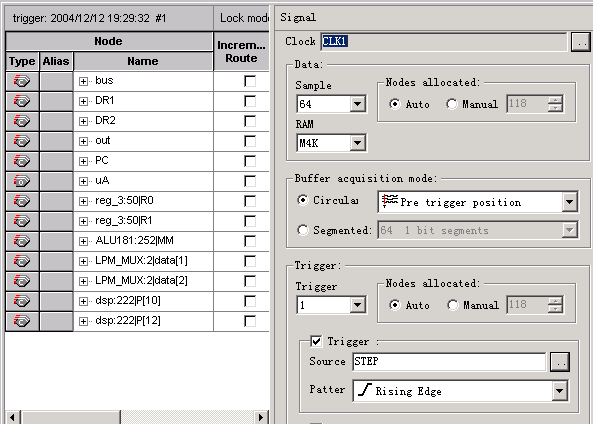 trigger: 2004/12/12 19:29:32 #1
Lock mode
Node
Increm... Route
Type
Alias
Name
bus
DR1
DR2
out
PC
uA
reg_3:50|R0
reg_3:50|R1
ALU181:252|MM
LPM_MUX:2|data[1]
LPM_MUX:2|data[2]
dsp:222|P[10]
dsp:222|P[12]
Signal
Clock CLK1 ..
Data:
Sample
Nodes allocated:
64
Auto
Manual
118
RAM
M4K
Buffer acquisition mode:
Circular
Pre trigger position
Segmented:
64 1 bit segments
Trigger:
Trigger
Nodes allocated:
1
Auto
Manual
118
Trigger :
Source STEP ..
Patter Rising Edge